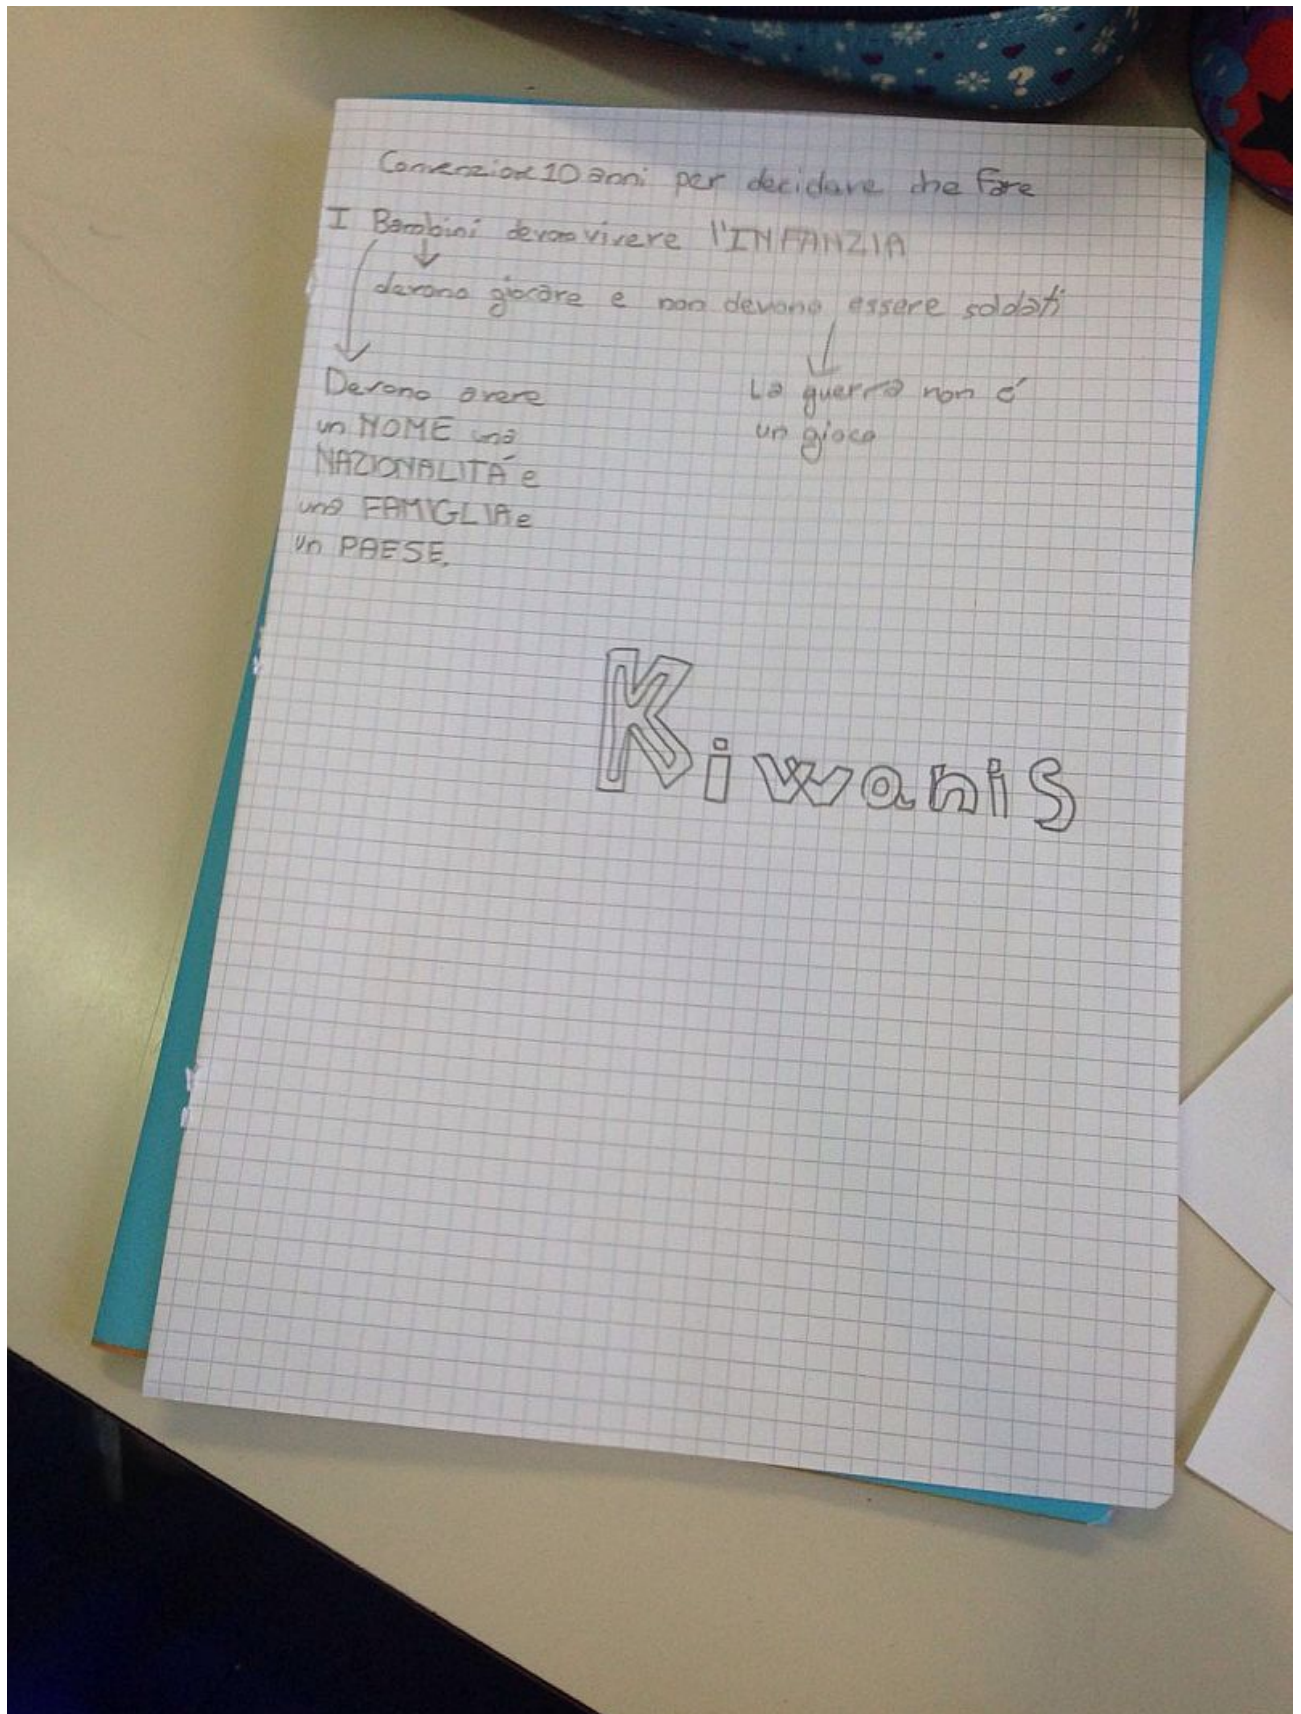 Convenzione 10 anni per decidere che fare
I Bambini devono vivere l'INFANZIA
devono giocare e non devono essere soldati
Devono avere
un NOME una
NAZIONALITÁ e
una FAMIGLIA e
un PAESE.
La guerra non é
un gioco
Kiwanis